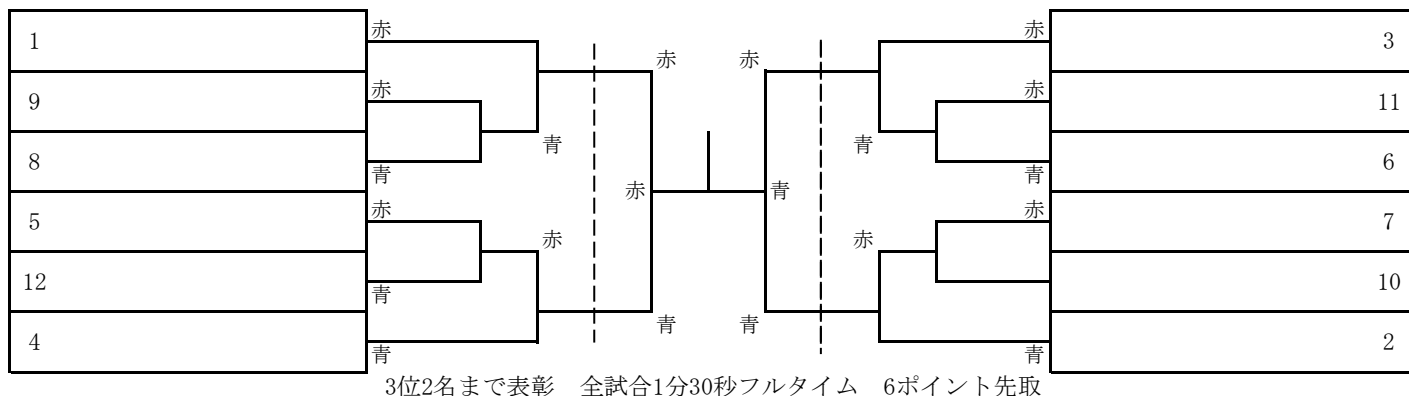 1 赤 赤 3
赤 赤
9 赤 赤 11
青 青
8 青 青 6
赤 青
5 赤 赤 7
赤 赤
12 青 10
青 青
4 青 青 2
3位2名まで表彰　全試合1分30秒フルタイム　6ポイント先取